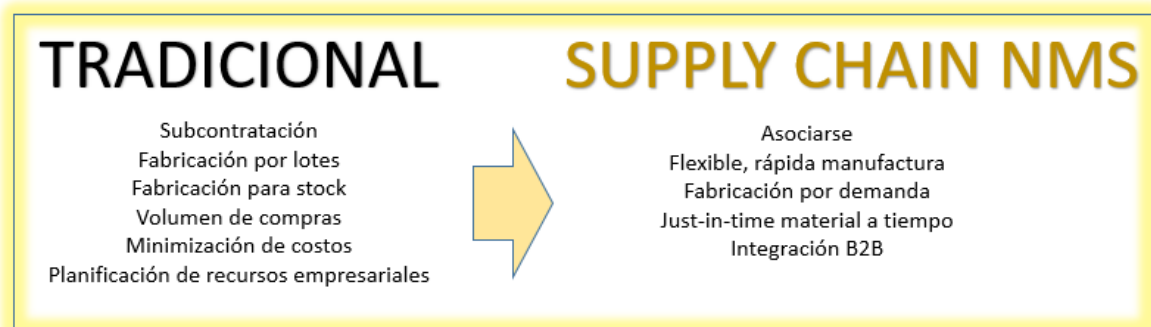 TRADICIONAL
Subcontratación
Fabricación por lotes
Fabricación para stock
Volumen de compras
Minimización de costos
Planificación de recursos empresariales
SUPPLY CHAIN NMS
Asociarse
Flexible, rápida manufactura
Fabricación por demanda
Just-in-time material a tiempo
Integración B2B